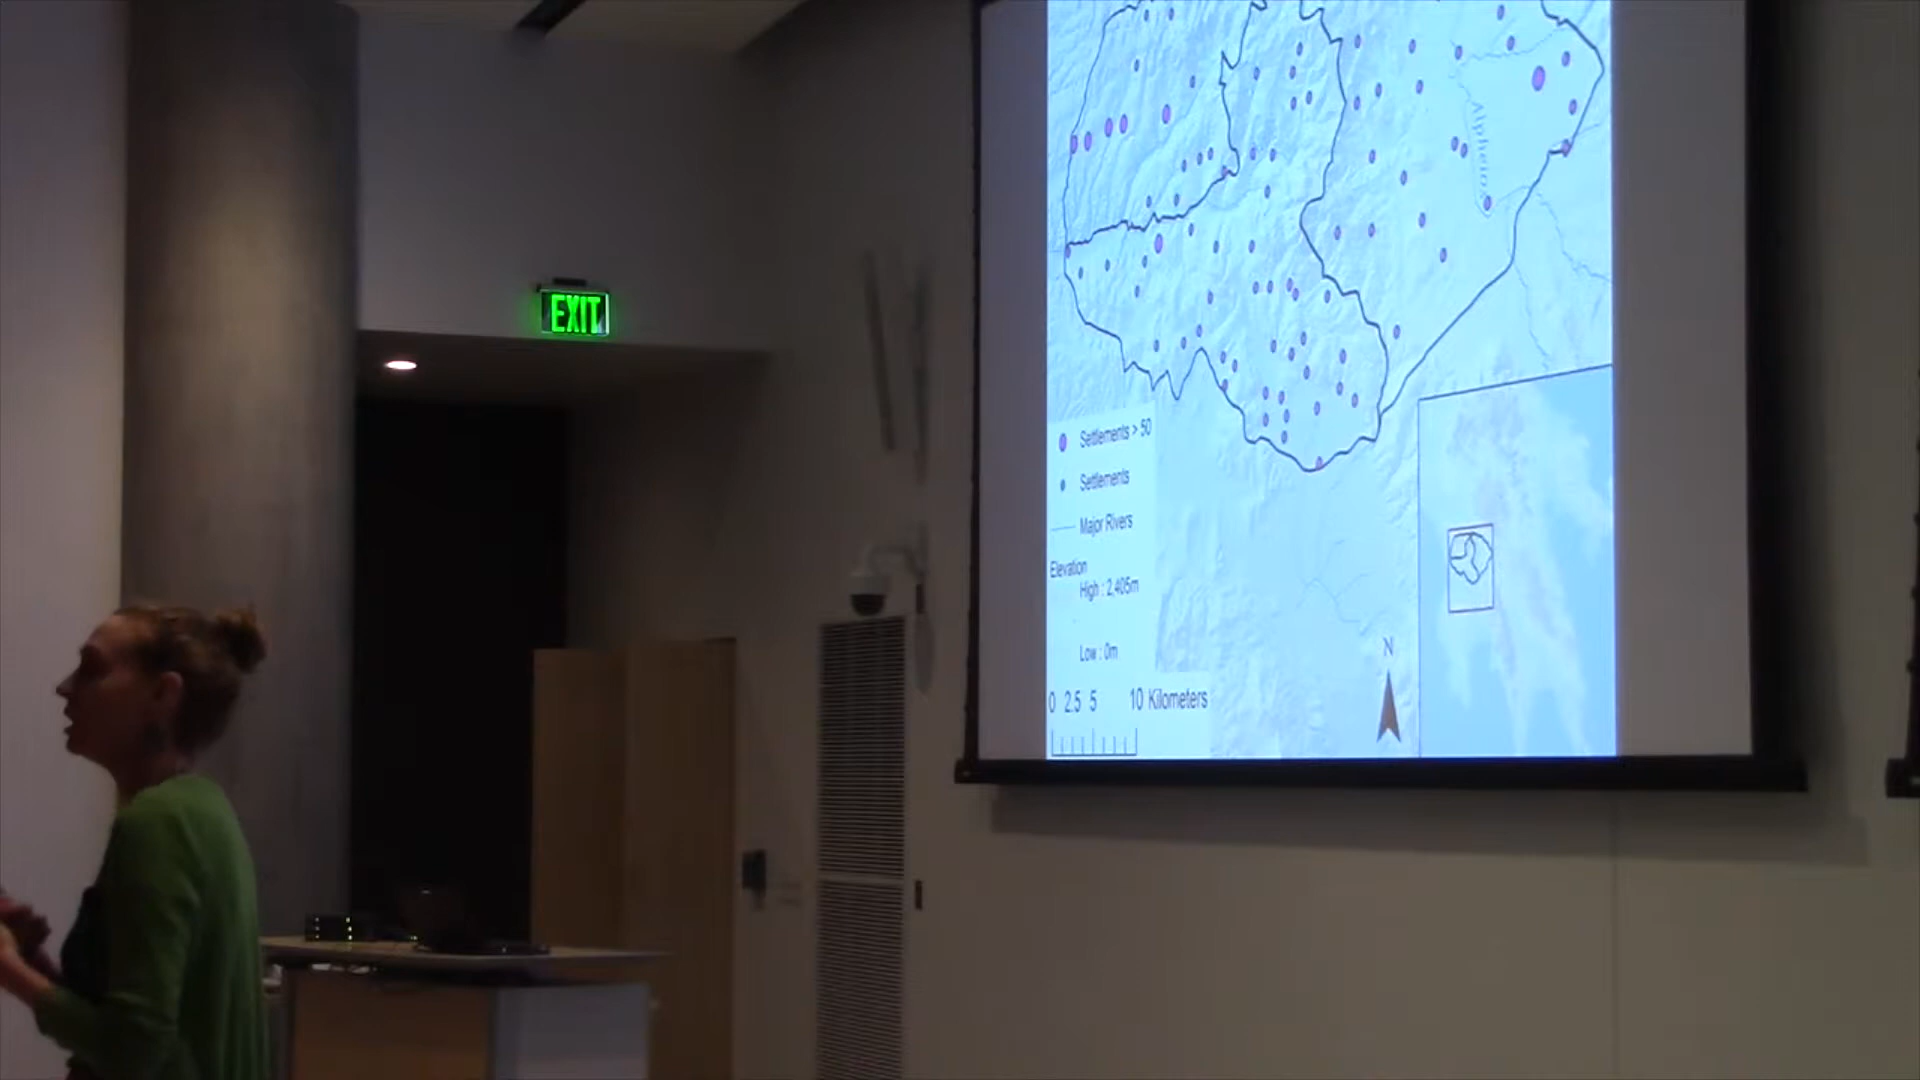 EXIT
Alpheios
Settlements > 50
Settlements
Major Rivers
Elevation
High : 2,405m
Low : 0m
N
0 2.5 5 10 Kilometers